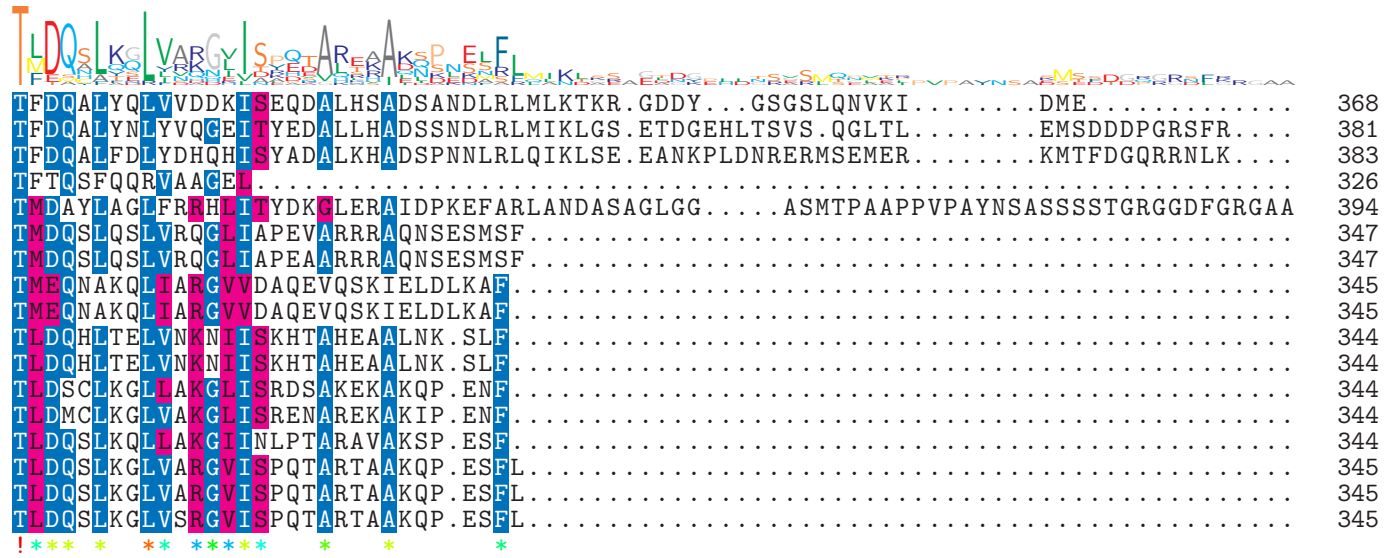 TFDQALYQLVVDDKISEQDALHSADSANDLRLMLKTKR.GDDY...GSGSLQNVKI........DME............. 368
TFDQALYNLYVQGEITYEDALLHADSSNDLRLMIKLGS.ETDGEHLTSVS.QGLTL........EMSDDDPGRSFR.... 381
TFDQALFDLYDHQHISYADALKHADSPNNLRLQIKLSE.EANKPLDNRERMSEMER........KMTFDGQRRNLK.... 383
TFTQSFQQRVAAGEL................................................................. 326
TMDAYLAGLFRRHLITYDKGLERAIDPKEFARLANDASAGLGG.....ASMTPAAPPVPAYNSASSSSTGRGGDFGRGAA 394
TMDQSLQSLVRQGLIAPEVARRRAQNSESMSF................................................ 347
TMDQSLQSLVRQGLIAPEAARRRAQNSESMSF................................................ 347
TMEQNAKQLIARGVVDAQEVQSKIELDLKAF................................................. 345
TMEQNAKQLIARGVVDAQEVQSKIELDLKAF................................................. 345
TLDQHLTELVNKNIISKHTAHEAALNK.SLF................................................. 344
TLDQHLTELVNKNIISKHTAHEAALNK.SLF................................................. 344
TLDSCLKGLLAKGLISRDSAKEKAKQP.ENF................................................. 344
TLDMCLKGLVAKGLISRENAREKAKIP.ENF................................................. 344
TLDQSLKQLLAKGIINLPTARAVAKSP.ESF................................................. 344
TLDQSLKGLVARGVISPQTARTAAKQP.ESFL................................................ 345
TLDQSLKGLVARGVISPQTARTAAKQP.ESFL................................................ 345
TLDQSLKGLVSRGVISPQTARTAAKQP.ESFL................................................ 345
!*** *  ** *****   *   *      *